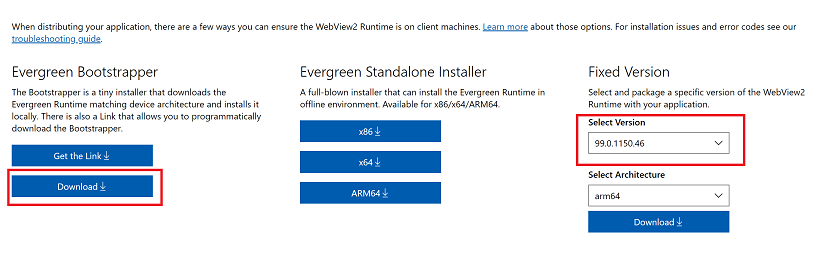 When distributing your application, there are a few ways you can ensure the WebView2 Runtime is on client machines. Learn more about those options. For installation issues and error codes see our
troubleshooting guide.
Evergreen Bootstrapper
The Bootstrapper is a tiny installer that downloads the
Evergreen Runtime matching device architecture and installs it
locally. There is also a Link that allows you to programmatically
download the Bootstrapper.
Get the Link
Download
Evergreen Standalone Installer
A full-blown installer that can install the Evergreen Runtime in
offline environment. Available for x86/x64/ARM64.
x86
x64
ARM64
Fixed Version
Select and package a specific version of the WebView2
Runtime with your application.
Select Version
99.0.1150.46
Select Architecture
arm64
Download